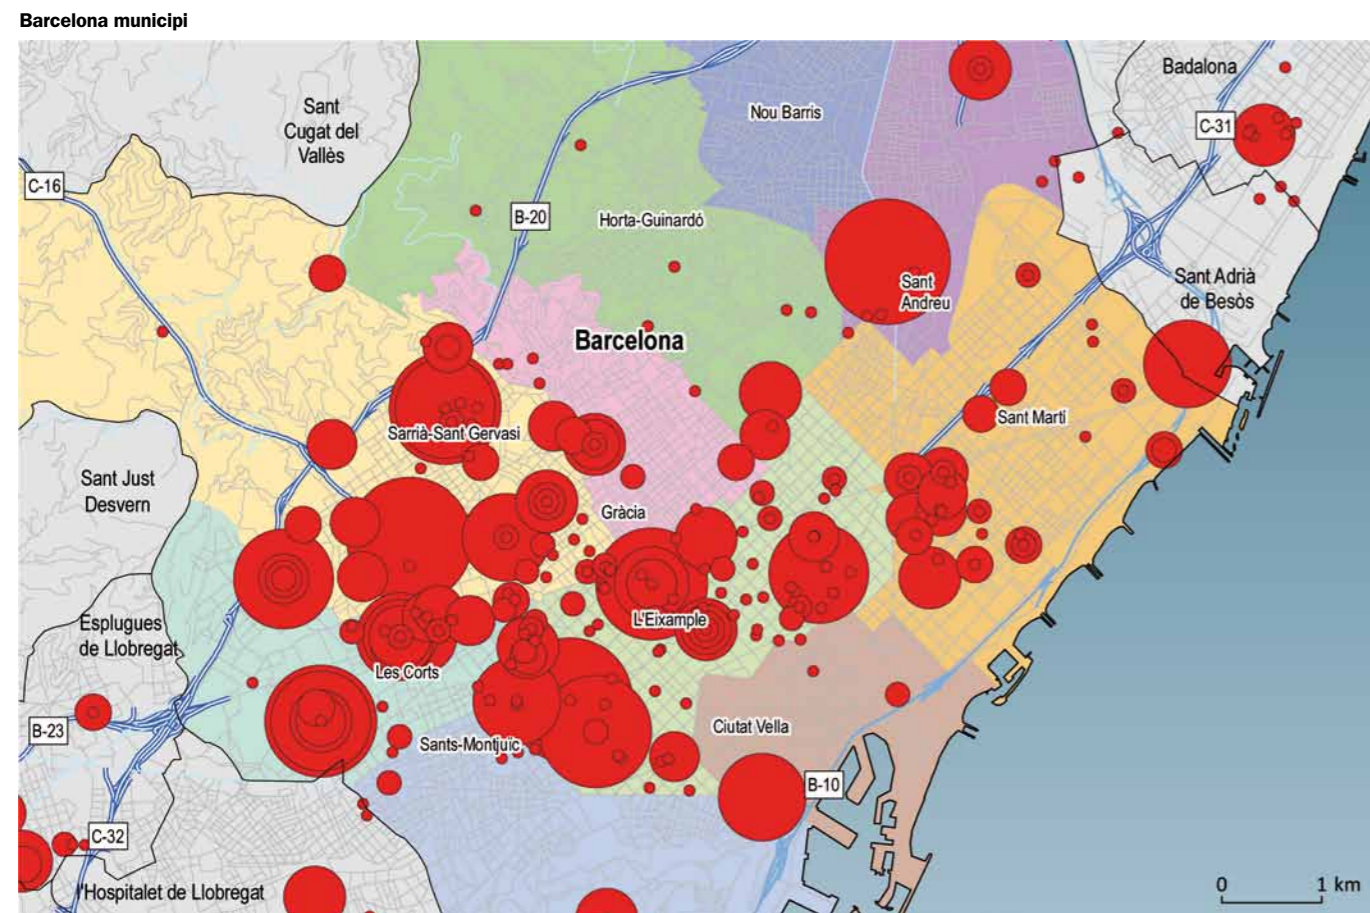 Barcelona municipi
Badalona
Sant
Cugat del
Vallès
Nou Barris
C-31
C-16
B-20
Horta-Guinardó
Sant Adrià
de Besòs
Sant
Andreu
Barcelona
Sant Martí
Sarrià-Sant Gervasi
Sant Just
Desvern
Gràcia
L'Eixample
Esplugues
de Llobregat
Les Corts
B-23
Ciutat Vella
Sants-Montjuïc
B-10
C-32
l'Hospitalet de Llobregat
0 1 km